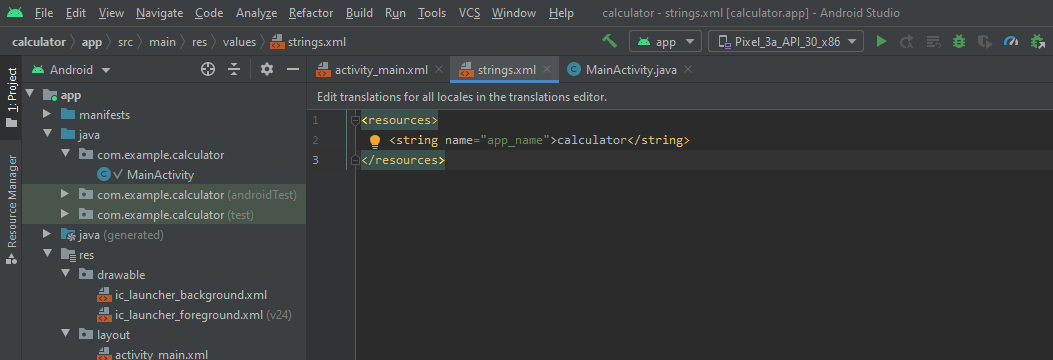 File Edit View Navigate Code Analyze Refactor Build Run Tools VCS Window Help calculator - strings.xml [calculator.app] - Android Studio
calculator app src main res values strings.xml app Pixel_3a_API_30_x86
1: Project
Resource Manager
Android
app
manifests
java
com.example.calculator
MainActivity
com.example.calculator (androidTest)
com.example.calculator (test)
java (generated)
res
drawable
ic_launcher_background.xml
ic_launcher_foreground.xml (v24)
layout
activity_main.xml
activity_main.xml strings.xml MainActivity.java
Edit translations for all locales in the translations editor.
1 <resources>
2 <string name="app_name">calculator</string>
3 </resources>